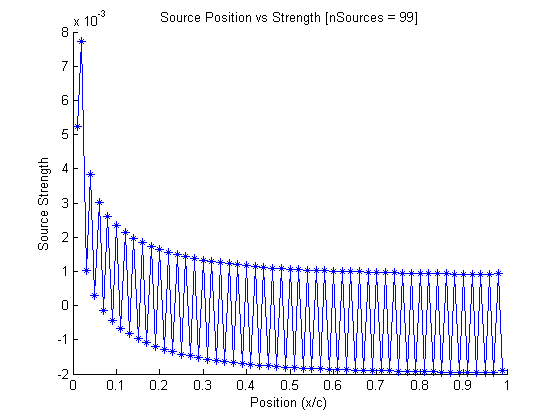 x 10^-3
Source Position vs Strength [nSources = 99]
8
7
6
5
4
3
2
1
0
-1
-2
Source Strength
0 0.1 0.2 0.3 0.4 0.5 0.6 0.7 0.8 0.9 1
Position (x/c)